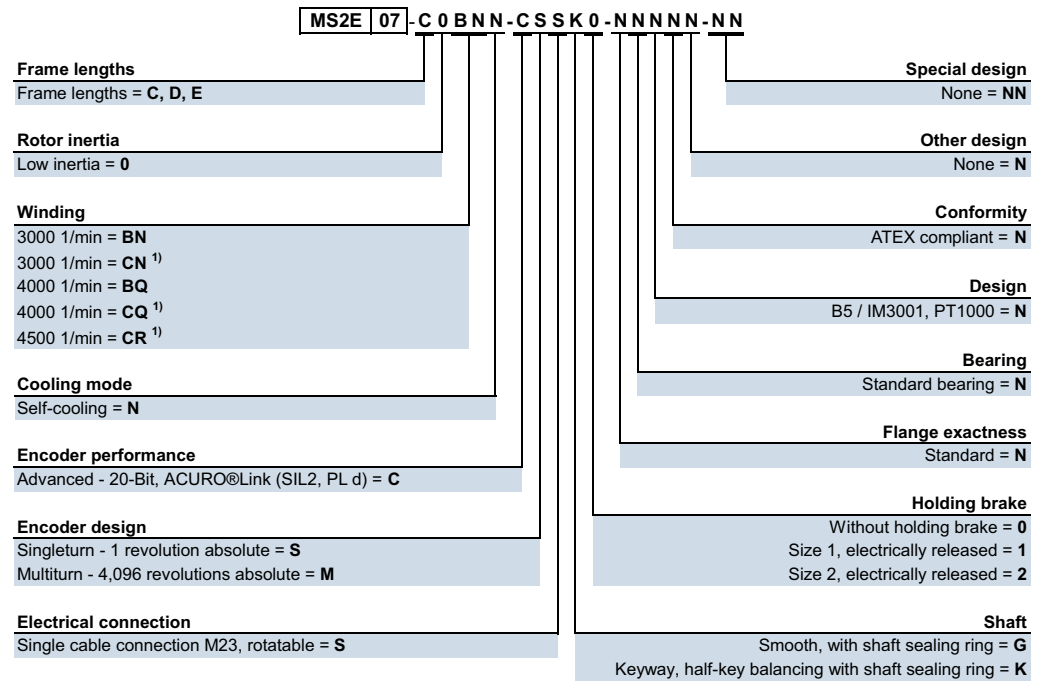 MS2E 07 - C 0 B N N - C S S K 0 - N N N N N - N N
Frame lengths
Frame lengths = C, D, E
Rotor inertia
Low inertia = 0
Winding
3000 1/min = BN
3000 1/min = CN 1)
4000 1/min = BQ
4000 1/min = CQ 1)
4500 1/min = CR 1)
Cooling mode
Self-cooling = N
Encoder performance
Advanced - 20-Bit, ACURO®Link (SIL2, PL d) = C
Encoder design
Singleturn - 1 revolution absolute = S
Multiturn - 4,096 revolutions absolute = M
Electrical connection
Single cable connection M23, rotatable = S
Special design
None = NN
Other design
None = N
Conformity
ATEX compliant = N
Design
B5 / IM3001, PT1000 = N
Bearing
Standard bearing = N
Flange exactness
Standard = N
Holding brake
Without holding brake = 0
Size 1, electrically released = 1
Size 2, electrically released = 2
Shaft
Smooth, with shaft sealing ring = G
Keyway, half-key balancing with shaft sealing ring = K